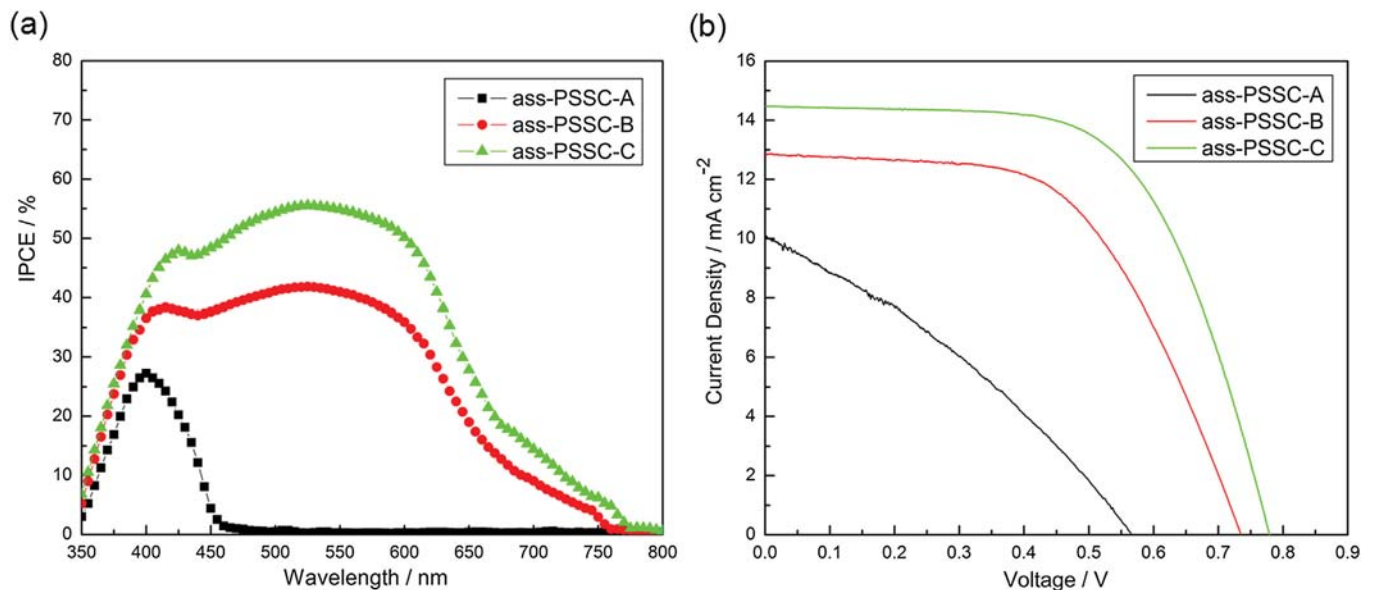 (a)
80
70
60
50
40
30
20
10
0
IPCE / %
ass-PSSC-A
ass-PSSC-B
ass-PSSC-C
350 400 450 500 550 600 650 700 750 800
Wavelength / nm
(b)
16
14
12
10
8
6
4
2
0
Current Density / mA cm⁻²
ass-PSSC-A
ass-PSSC-B
ass-PSSC-C
0.0 0.1 0.2 0.3 0.4 0.5 0.6 0.7 0.8 0.9
Voltage / V